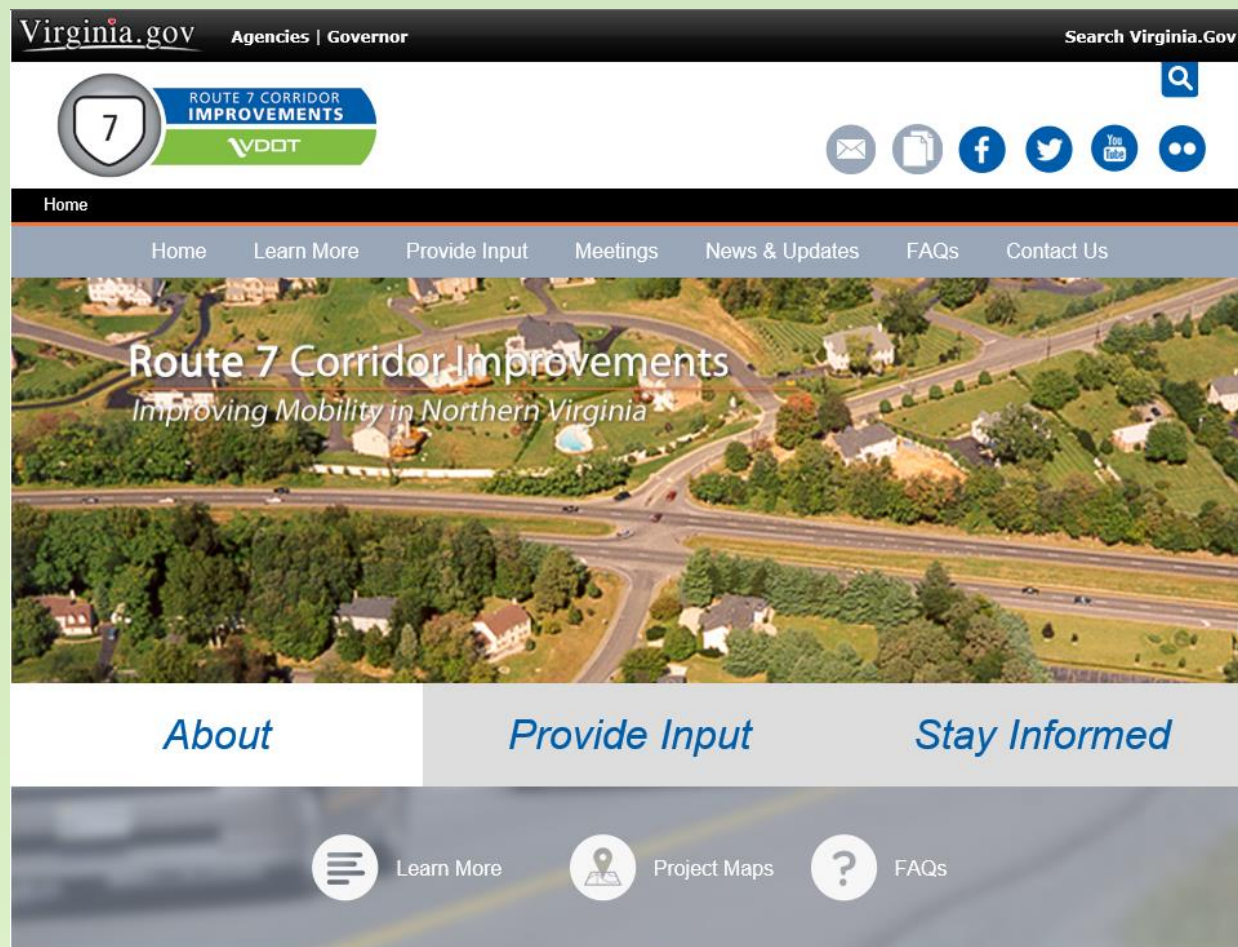 Virginia.gov Agencies | Governor Search Virginia.Gov
7
ROUTE 7 CORRIDOR
IMPROVEMENTS
VDOT
You
Tube
Home
Home Learn More Provide Input Meetings News & Updates FAQs Contact Us
Route 7 Corridor Improvements
Improving Mobility in Northern Virginia
About Provide Input Stay Informed
Learn More Project Maps ? FAQs